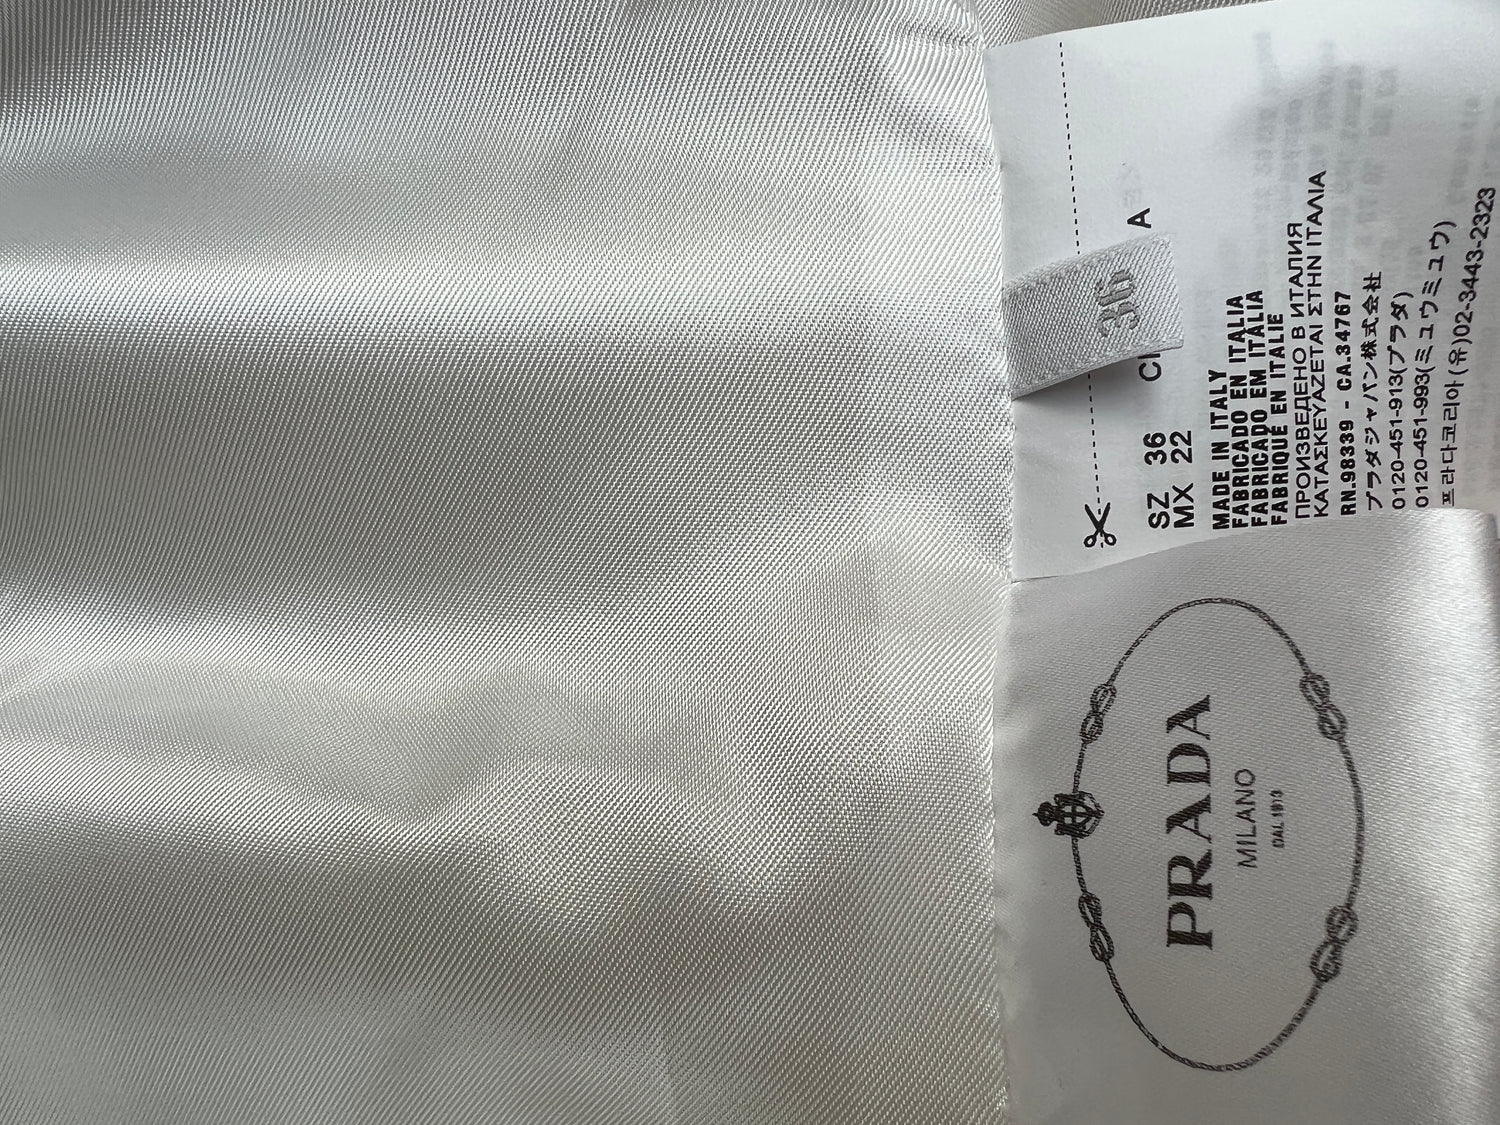 36
SZ 36
MX 22
MADE IN ITALY
FABRICADO EN ITALIA
FABRICADO EM ITÁLIA
FABRIQUÉ EN ITALIE
ПРОИЗВЕДЕНО В ИТАЛИЯ
ΚΑΤΑΣΚΕΥΑΖΕΤΑΙ ΣΤΗΝ ΙΤΑΛΙΑ
RN.98339 - CA.34767
プラダジャパン株式会社
0120-451-913(プラダ)
0120-451-993(ミュウミュウ)
프라다코리아(유)02-3443-2323
PRADA
MILANO
DAL 1913